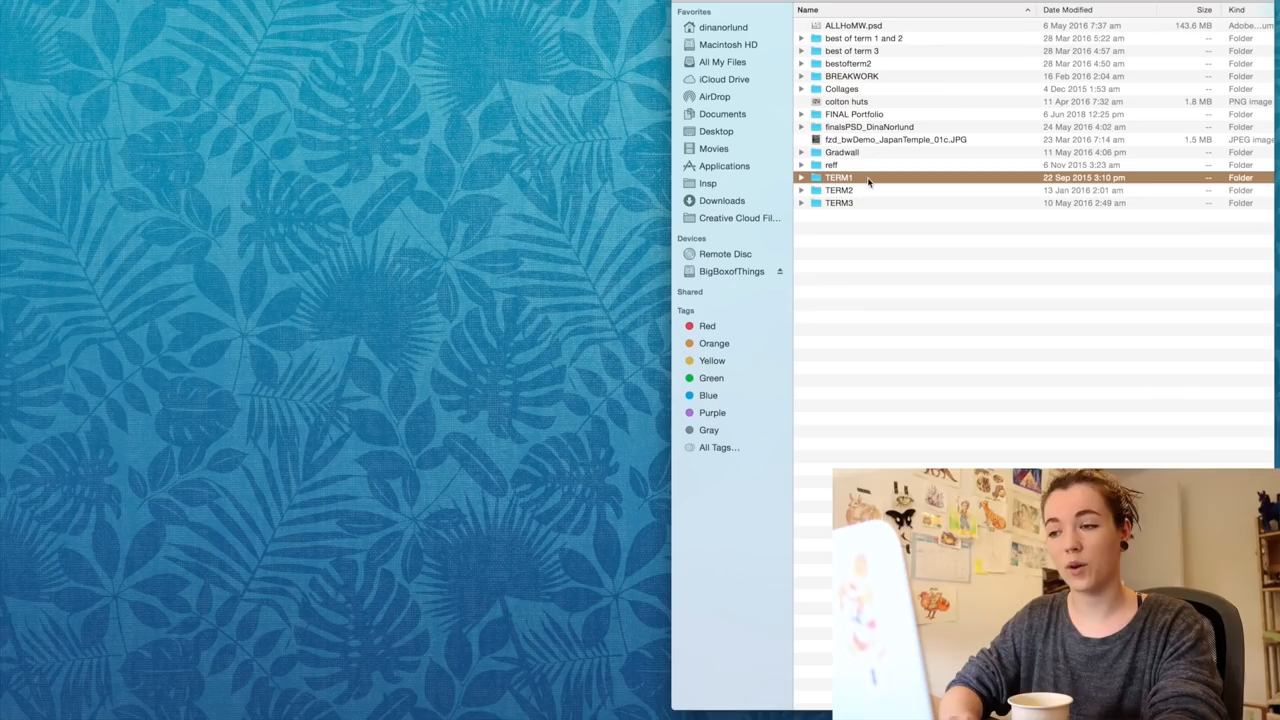 Favorites
dinanorlund
Macintosh HD
All My Files
iCloud Drive
AirDrop
Documents
Desktop
Movies
Applications
Insp
Downloads
Creative Cloud Fil...
Devices
Remote Disc
BigBoxofThings
Shared
Tags
Red
Orange
Yellow
Green
Blue
Purple
Gray
All Tags...
Name Date Modified Size Kind
ALLHoMW.psd 6 May 2016 7:37 am 143.6 MB Adobe...um
best of term 1 and 2 28 Mar 2016 5:22 am -- Folder
best of term 3 28 Mar 2016 4:57 am -- Folder
bestofterm2 28 Mar 2016 4:50 am -- Folder
BREAKWORK 16 Feb 2016 2:04 am -- Folder
Collages 4 Dec 2015 1:53 am -- Folder
colton huts 11 Apr 2016 7:32 am 1.8 MB PNG image
FINAL Portfolio 6 Jun 2018 12:25 pm -- Folder
finalsPSD_DinaNorlund 24 May 2016 4:02 am -- Folder
fzd_bwDemo_JapanTemple_01c.JPG 23 Mar 2016 7:14 am 1.5 MB JPEG image
Gradwall 11 May 2016 4:06 pm -- Folder
reff 6 Nov 2015 3:23 am -- Folder
TERM1 22 Sep 2015 3:10 pm -- Folder
TERM2 13 Jan 2016 2:01 am -- Folder
TERM3 10 May 2016 2:49 am -- Folder